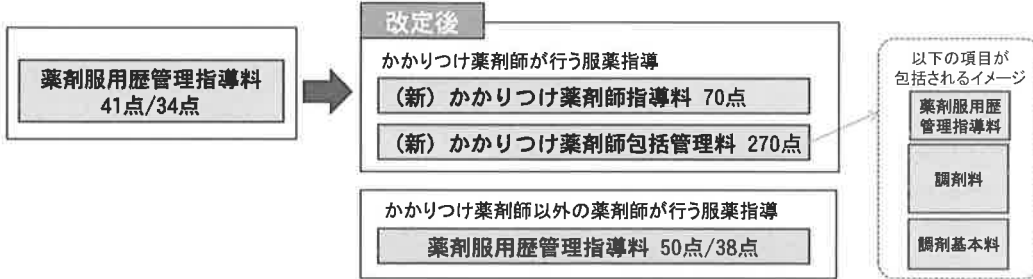 薬剤服用歴管理指導料
41点/34点
改定後
かかりつけ薬剤師が行う服薬指導
（新）かかりつけ薬剤師指導料 70点
（新）かかりつけ薬剤師包括管理料 270点
かかりつけ薬剤師以外の薬剤師が行う服薬指導
薬剤服用歴管理指導料 50点/38点
以下の項目が
包括されるイメージ
薬剤服用歴
管理指導料
調剤料
調剤基本料